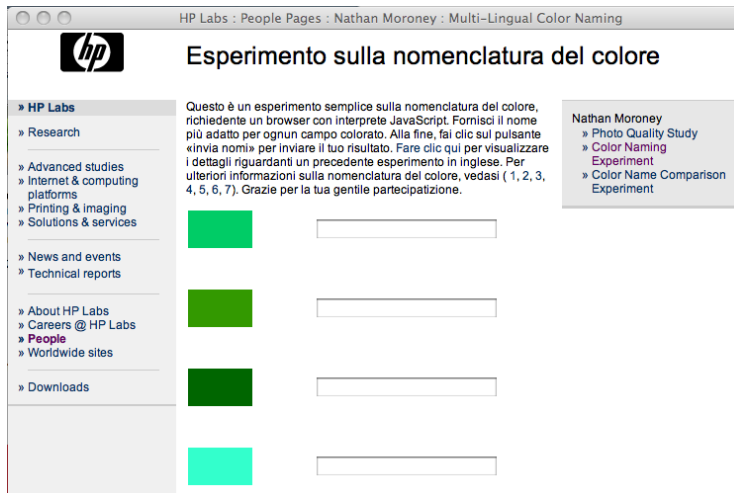 HP Labs : People Pages : Nathan Moroney : Multi-Lingual Color Naming
hp
Esperimento sulla nomenclatura del colore
» HP Labs
» Research
» Advanced studies
» Internet & computing
platforms
» Printing & imaging
» Solutions & services
» News and events
» Technical reports
» About HP Labs
» Careers @ HP Labs
» People
» Worldwide sites
» Downloads
Questo è un esperimento semplice sulla nomenclatura del colore,
richiedente un browser con interprete JavaScript. Fornisci il nome
più adatto per ognun campo colorato. Alla fine, fai clic sul pulsante
«invia nomi» per inviare il tuo risultato. Fare clic qui per visualizzare
i dettagli riguardanti un precedente esperimento in inglese. Per
ulteriori informazioni sulla nomenclatura del colore, vedasi ( 1, 2, 3,
4, 5, 6, 7). Grazie per la tua gentile partecipatizione.
Nathan Moroney
» Photo Quality Study
» Color Naming
Experiment
» Color Name Comparison
Experiment